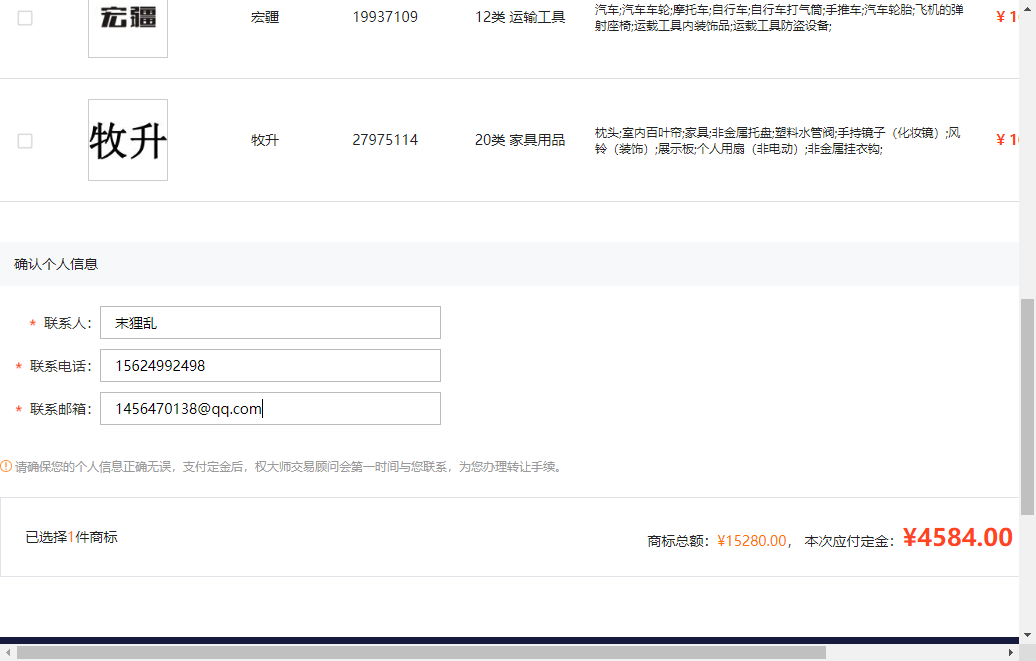 宏疆
宏疆
19937109
12类 运输工具
汽车;汽车车轮;摩托车;自行车;自行车打气筒;手推车;汽车轮胎;飞机的弹
射座椅;运载工具内装饰品;运载工具防盗设备;
¥ 1
牧升
牧升
27975114
20类 家具用品
枕头;室内百叶帘;家具;非金属托盘;塑料水管阀;手持镜子（化妆镜）;风
铃（装饰）;展示板;个人用扇（非电动）;非金属挂衣钩;
¥ 1
确认个人信息
* 联系人： 末狸乱
* 联系电话： 15624992498
* 联系邮箱： 1456470138@qq.com
请确保您的个人信息正确无误，支付定金后，权大师交易顾问会第一时间与您联系，为您办理转让手续。
已选择1件商标
商标总额：¥15280.00， 本次应付定金：¥4584.00